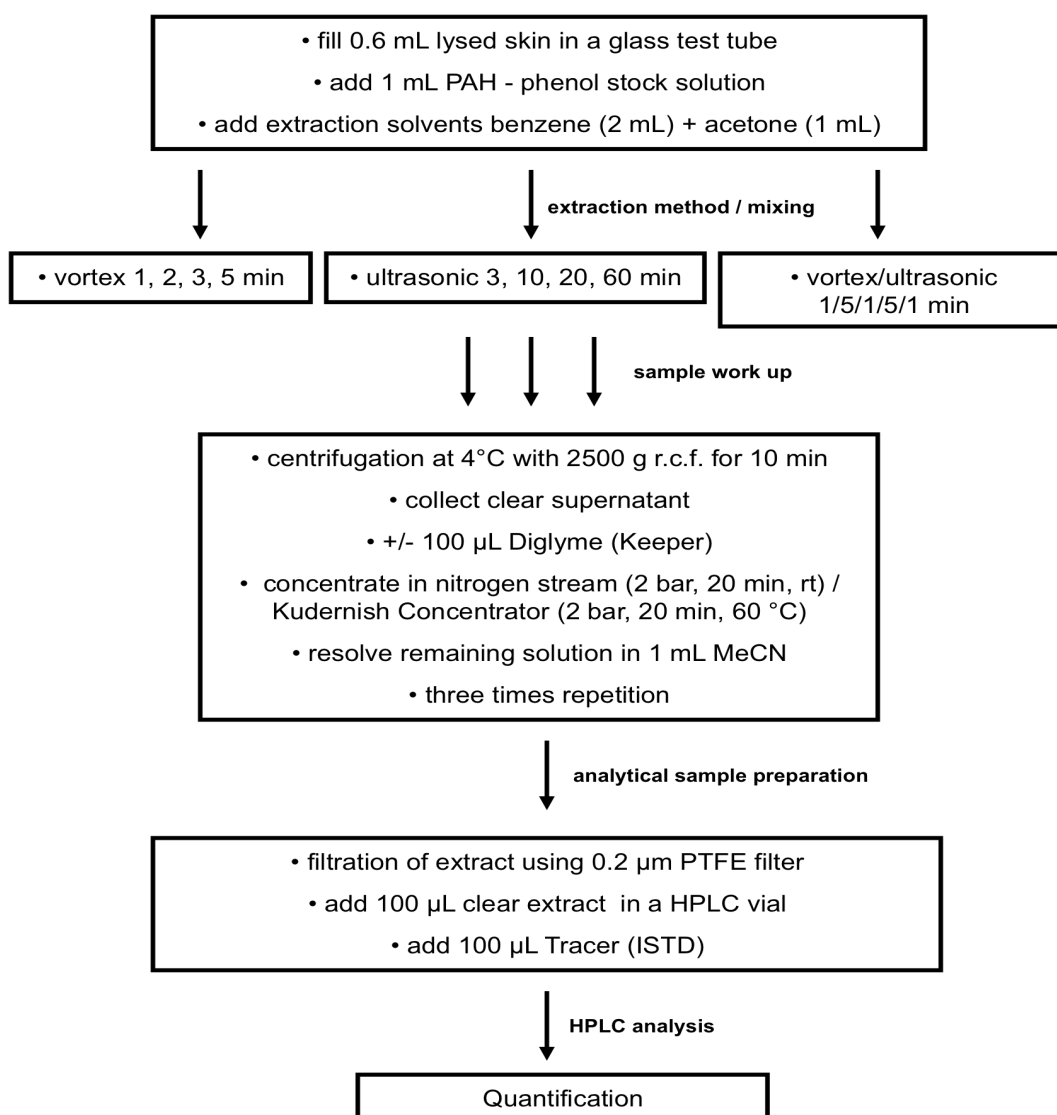 • fill 0.6 mL lysed skin in a glass test tube
• add 1 mL PAH - phenol stock solution
• add extraction solvents benzene (2 mL) + acetone (1 mL)
extraction method / mixing
• vortex 1, 2, 3, 5 min
• ultrasonic 3, 10, 20, 60 min
• vortex/ultrasonic
1/5/1/5/1 min
sample work up
• centrifugation at 4°C with 2500 g r.c.f. for 10 min
• collect clear supernatant
• +/- 100 µL Diglyme (Keeper)
• concentrate in nitrogen stream (2 bar, 20 min, rt) /
Kudernish Concentrator (2 bar, 20 min, 60 °C)
• resolve remaining solution in 1 mL MeCN
• three times repetition
analytical sample preparation
• filtration of extract using 0.2 µm PTFE filter
• add 100 µL clear extract in a HPLC vial
• add 100 µL Tracer (ISTD)
HPLC analysis
Quantification